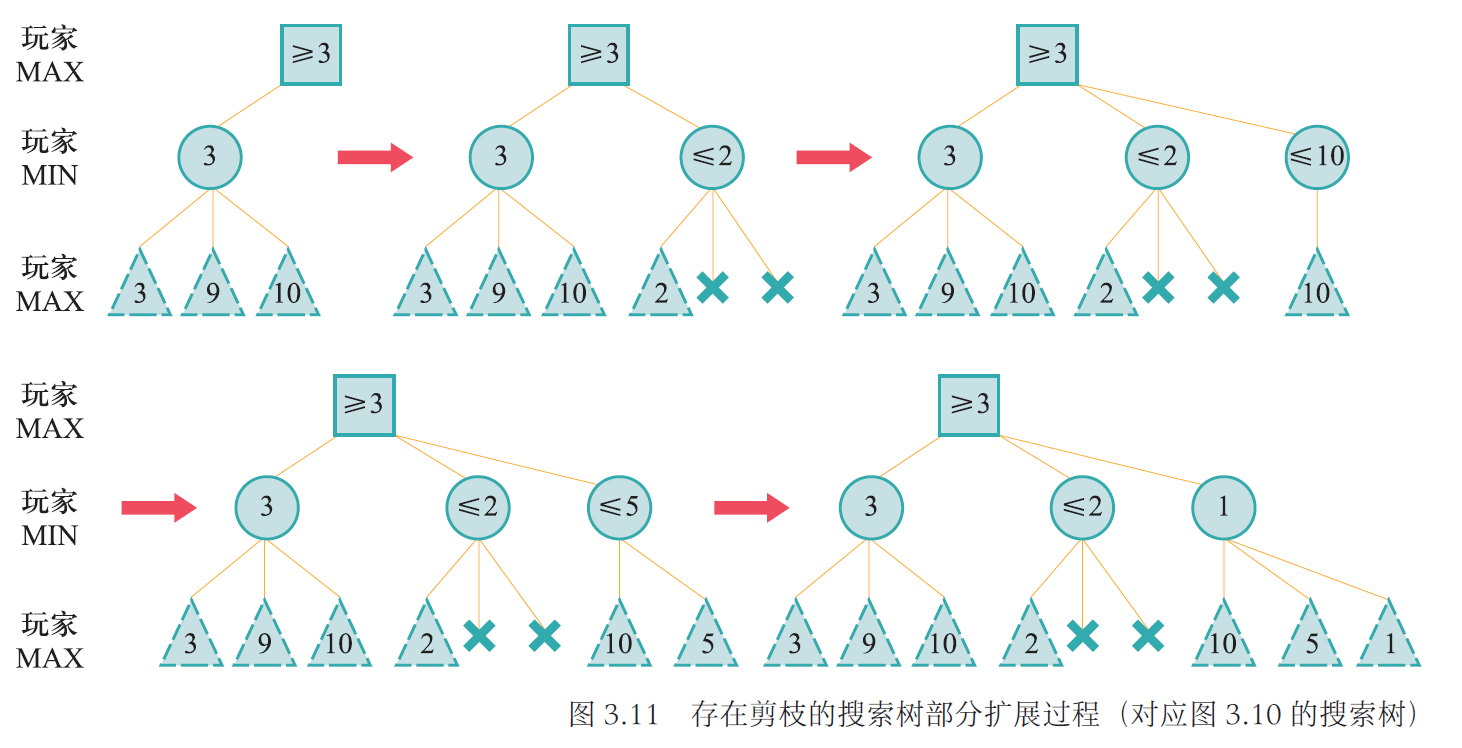 玩家 ≥3 ≥3 ≥3
MAX
玩家 3 3 ≤2 3 ≤2 ≤10
MIN
玩家
MAX 3 9 10 3 9 10 2 3 9 10 2 10
玩家 ≥3 ≥3
MAX
玩家 3 ≤2 ≤5 3 ≤2 1
MIN
玩家
MAX 3 9 10 2 10 5 3 9 10 2 10 5 1
图 3.11 存在剪枝的搜索树部分扩展过程（对应图 3.10 的搜索树）